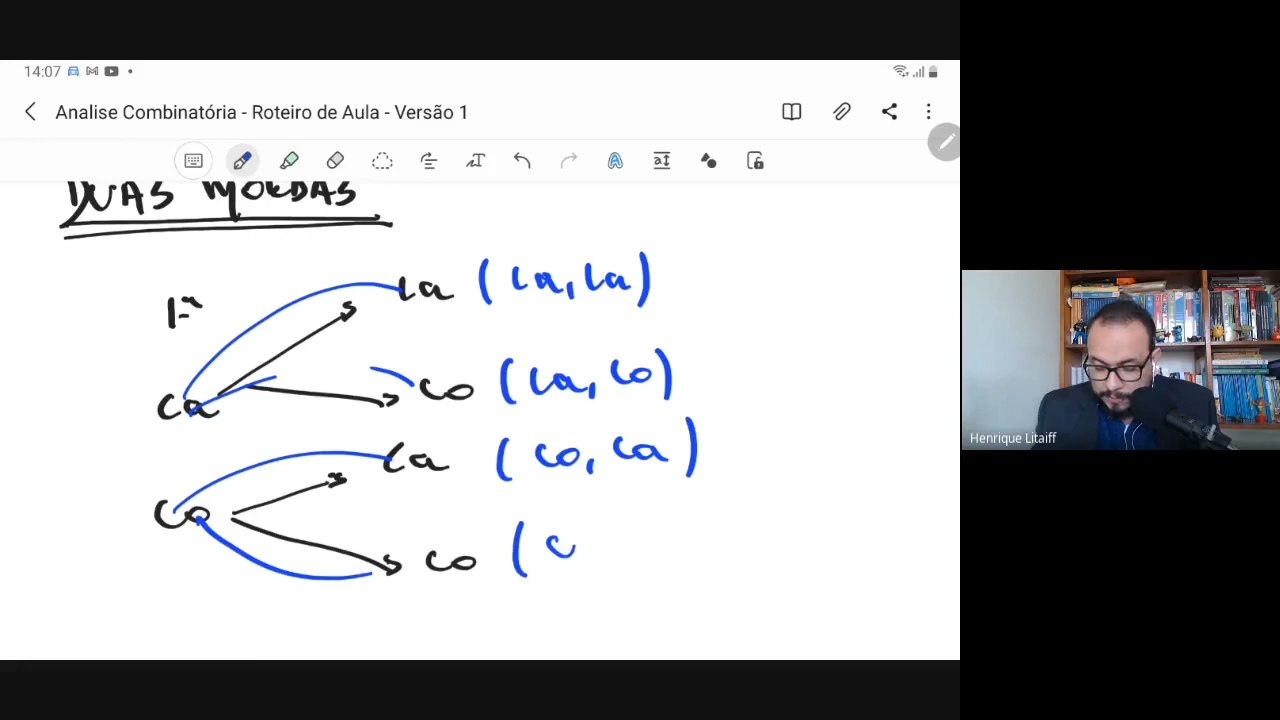 14:07
Analise Combinatória - Roteiro de Aula - Versão 1
DUAS MOEDAS
1ª
Ca (Ca, Ca)
Ca
Co (Ca, Co)
Ca (Co, Ca)
Co
Co (C
Henrique Litaiff